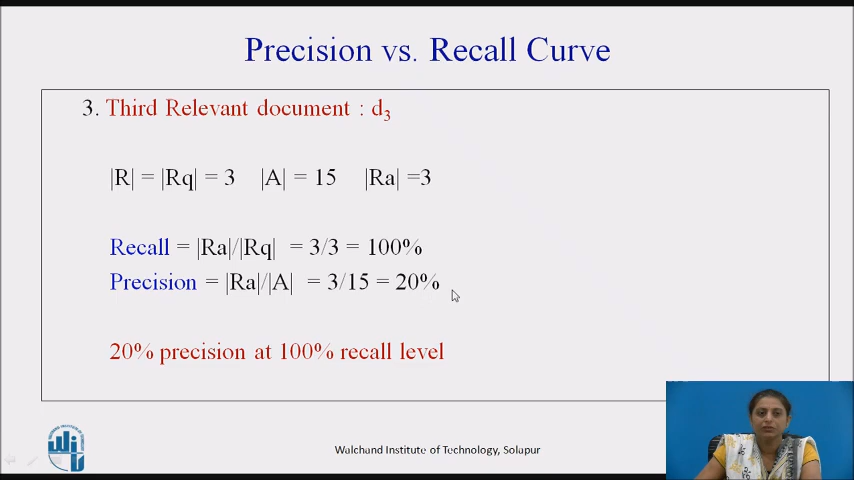 Precision vs. Recall Curve
3. Third Relevant document : d₃
|R| = |Rq| = 3 |A| = 15 |Ra| =3
Recall = |Ra|/|Rq| = 3/3 = 100%
Precision = |Ra|/|A| = 3/15 = 20%
20% precision at 100% recall level
Walchand Institute of Technology, Solapur